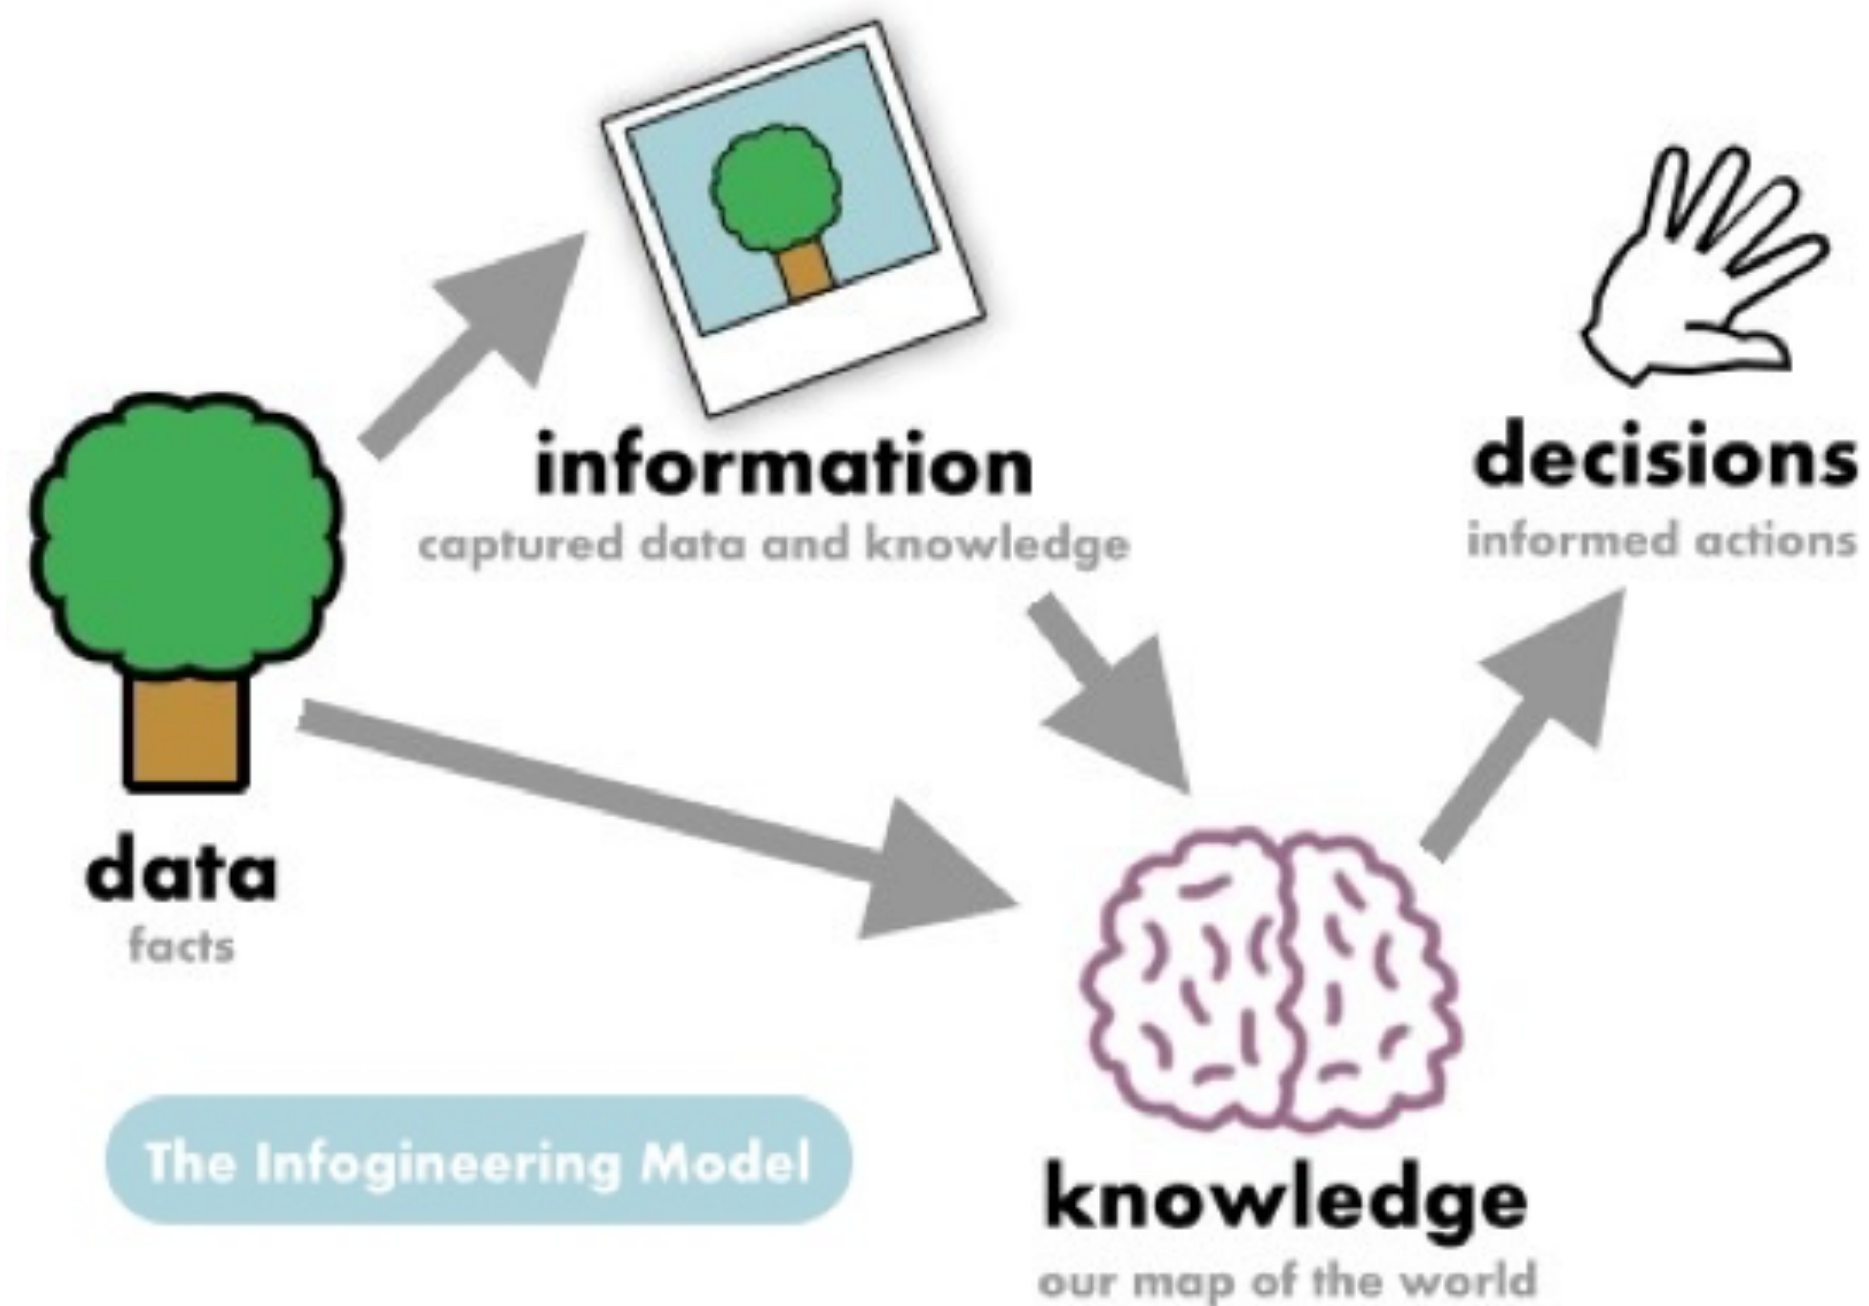 information
captured data and knowledge
decisions
informed actions
data
facts
The Infogineering Model
knowledge
our map of the world